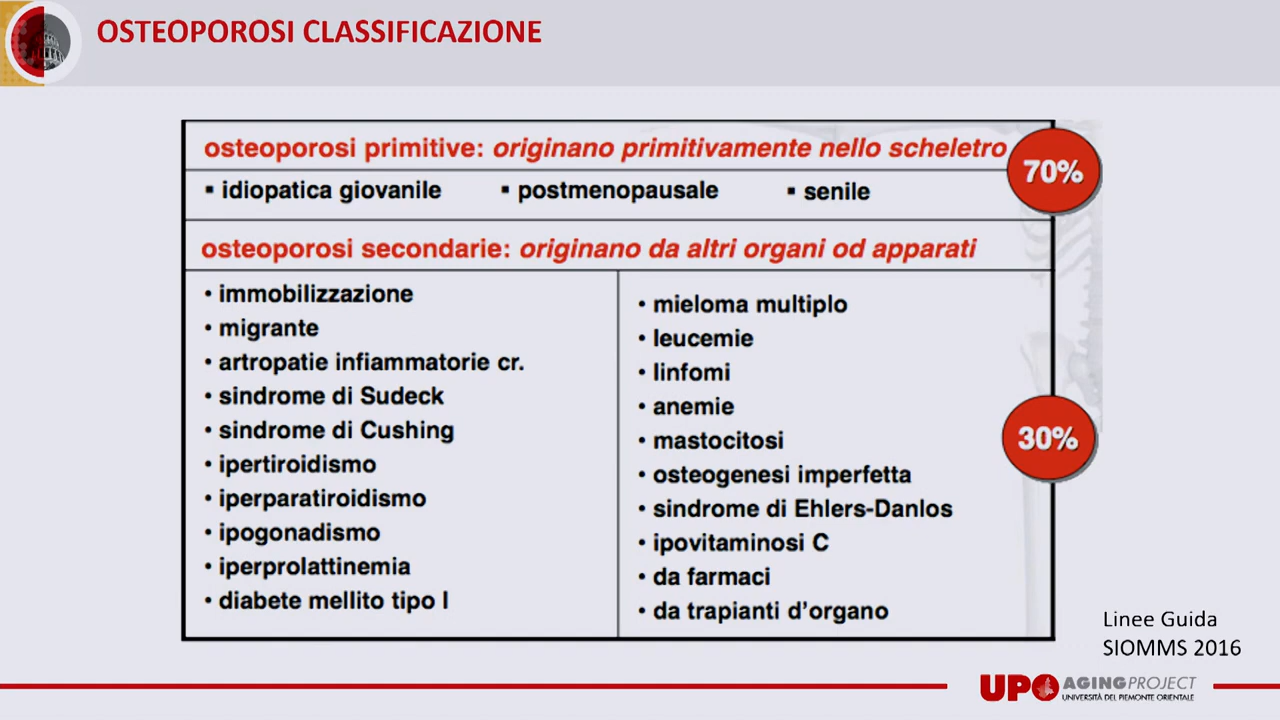 OSTEOPOROSI CLASSIFICAZIONE
osteoporosi primitive: originano primitivamente nello scheletro
70%
▪ idiopatica giovanile ▪ postmenopausale ▪ senile
osteoporosi secondarie: originano da altri organi od apparati
• immobilizzazione
• migrante
• artropatie infiammatorie cr.
• sindrome di Sudeck
• sindrome di Cushing
• ipertiroidismo
• iperparatiroidismo
• ipogonadismo
• iperprolattinemia
• diabete mellito tipo I
• mieloma multiplo
• leucemie
• linfomi
• anemie
• mastocitosi
• osteogenesi imperfetta
• sindrome di Ehlers-Danlos
• ipovitaminosi C
• da farmaci
• da trapianti d'organo
30%
Linee Guida
SIOMMS 2016
UPO AGING PROJECT
UNIVERSITÀ DEL PIEMONTE ORIENTALE